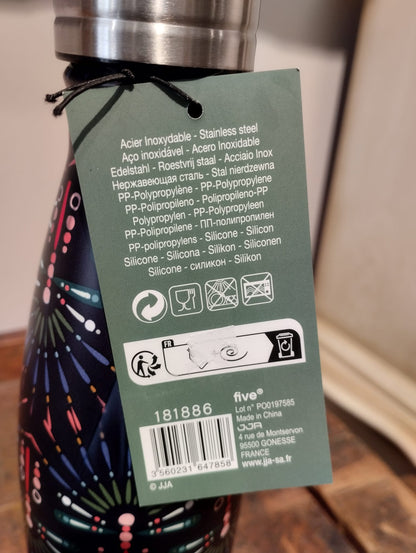 Acier Inoxydable - Stainless steel
Aço inoxidável - Acero Inoxidable
Edelstahl - Roestvrij staal - Acciaio Inox
Нержавеющая сталь - Stal nierdzewna
PP-Polypropylène - PP-Polypropylene
PP-Polipropileno - Polipropileno-PP
Polypropylen - PP-Polypropyleen
PP-Polipropilene - ПП-полипропилен
PP-polipropylens - Silicone - Silicon
Silicone - Silicona - Silikon - Siliconen
Silicone - силикон - Silikon
FR
five®
181886
Lot n° PO0197585
Made in China
JJA
4 rue de Montservon
95500 GONESSE
FRANCE
www.jja-sa.fr
3 560231 647858
© JJA